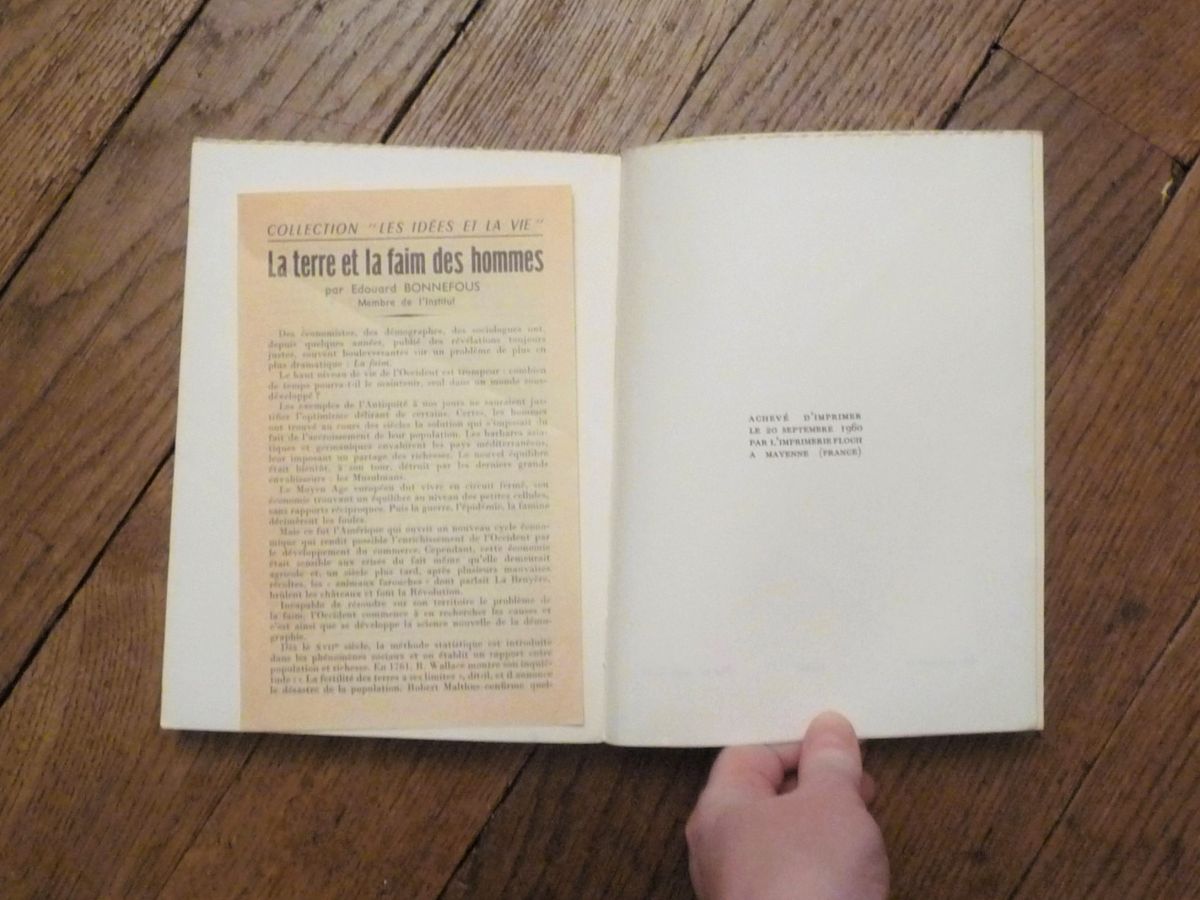 COLLECTION "LES IDÉES ET LA VIE"
La terre et la faim des hommes
par Edouard BONNEFOUS
Membre de l'Institut
Des économistes, des démographes, des sociologues ont,
depuis quelques années, publié des révélations toujours
justes, souvent bouleversantes sur un problème de plus en
plus dramatique : La faim.
Le haut niveau de vie de l'Occident est trompeur : combien
de temps pourra-t-il le maintenir, seul dans un monde sous-
développé ?
Les exemples de l'Antiquité à nos jours ne sauraient jus-
tifier l'optimisme délirant de certains. Certes, les hommes
ont trouvé au cours des siècles la solution qui s'imposait du
fait de l'accroissement de leur population. Les barbares asia-
tiques et germaniques envahirent les pays méditerranéens,
leur imposant un partage des richesses. Le nouvel équilibre
était bientôt, à son tour, détruit par les derniers grands
envahisseurs : les Musulmans.
Le Moyen Age européen dut vivre en circuit fermé, son
économie trouvant un équilibre au niveau des petites cellules,
sans rapports réciproques. Puis la guerre, l'épidémie, la famine
décimèrent les foules.
Mais ce fut l'Amérique qui ouvrit un nouveau cycle écono-
mique qui rendit possible l'enrichissement de l'Occident par
le développement du commerce. Cependant, cette économie
était sensible aux crises du fait même qu'elle demeurait
agricole et, un siècle plus tard, après plusieurs mauvaises
récoltes, les « animaux farouches » dont parlait La Bruyère,
brûlent les châteaux et font la Révolution.
Incapable de résoudre sur son territoire le problème de
la faim, l'Occident commence à en rechercher les causes et
c'est ainsi que se développe la science nouvelle de la démo-
graphie.
Dès le XVIIe siècle, la méthode statistique est introduite
dans les phénomènes sociaux et on établit un rapport entre
population et richesse. En 1761, R. Wallace montre son inquié-
tude : « La fertilité des terres a ses limites », dit-il, et il annonce
le désastre de la population. Robert Malthus confirme quel-
ACHEVÉ D'IMPRIMER
LE 20 SEPTEMBRE 1960
PAR L'IMPRIMERIE FLOCH
A MAYENNE (FRANCE)